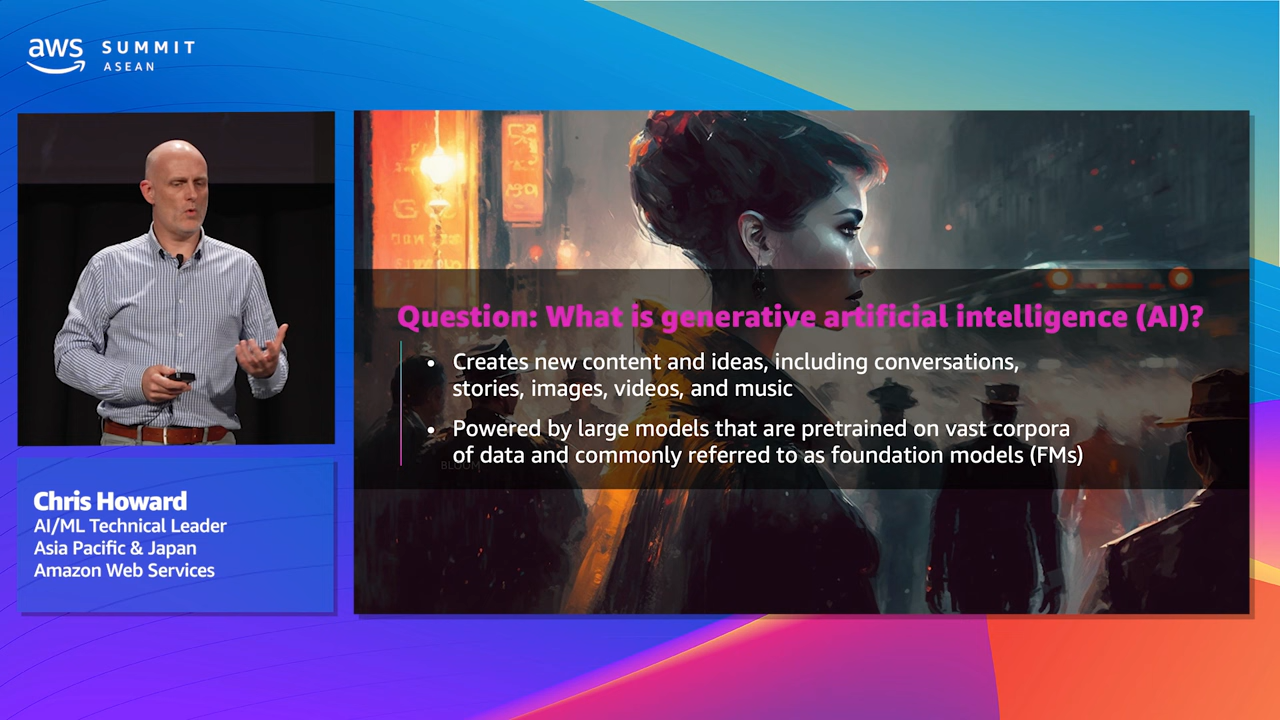 aws SUMMIT
ASEAN
Question: What is generative artificial intelligence (AI)?
• Creates new content and ideas, including conversations,
stories, images, videos, and music
• Powered by large models that are pretrained on vast corpora
of data and commonly referred to as foundation models (FMs)
BLOOM
Chris Howard
AI/ML Technical Leader
Asia Pacific & Japan
Amazon Web Services